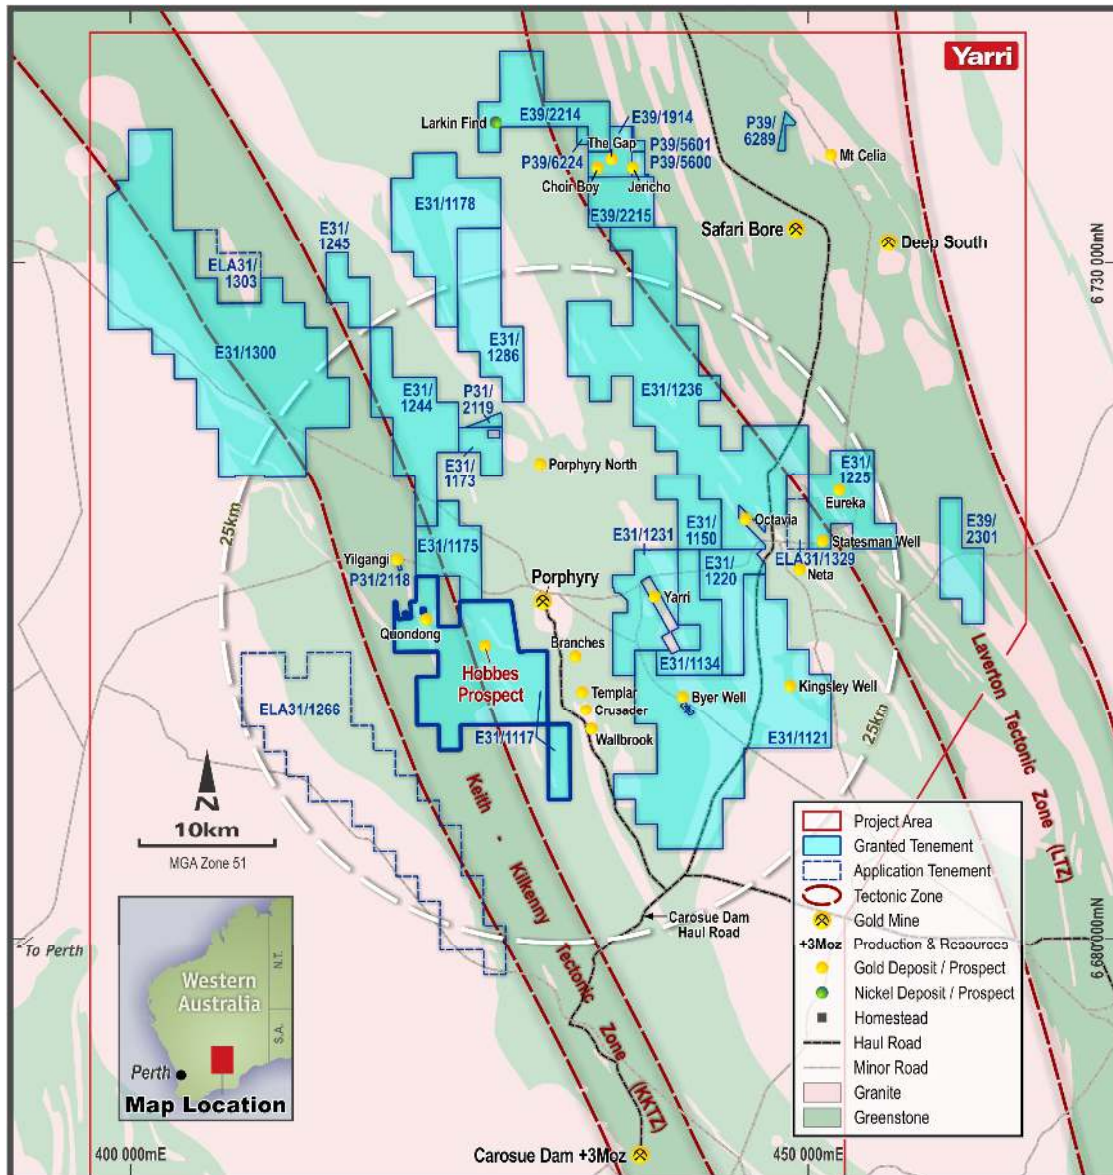 Yarri
Larkin Find
E39/2214
E39/1914
The Gap
P39/5601
P39/6224
P39/5600
Choir Boy
Jericho
P39/
6289
Mt Celia
E31/1178
E39/2215
Safari Bore
Deep South
E31/
1245
ELA31/
1303
6 730 000mN
E31/1300
E31/
1286
E31/
1244
P31/
2119
E31/1236
E31/
1173
Porphyry North
E31/
1225
Eureka
25km
Octavia
E39/
2301
E31/1231
E31/
1150
Statesman Well
E31/1175
Yilgangi
P31/2118
ELA31/1329
Neta
E31/
1220
Porphyry
Yarri
Quondong
Branches
Hobbes
Prospect
E31/1134
Templar
Byer Well
Kingsley Well
Crusader
ELA31/1266
E31/1117
Wallbrook
E31/1121
25km
Laverton Tectonic Zone (LTZ)
Keith - Kilkenny Tectonic Zone (KKTZ)
N
10km
MGA Zone 51
Project Area
Granted Tenement
Application Tenement
Tectonic Zone
Gold Mine
+3Moz Production & Resources
Gold Deposit / Prospect
Nickel Deposit / Prospect
Homestead
Haul Road
Minor Road
Granite
Greenstone
Carosue Dam
Haul Road
6 680 000mN
To Perth
Western
Australia
N.T.
S.A.
Perth
Map Location
400 000mE
Carosue Dam +3Moz
450 000mE